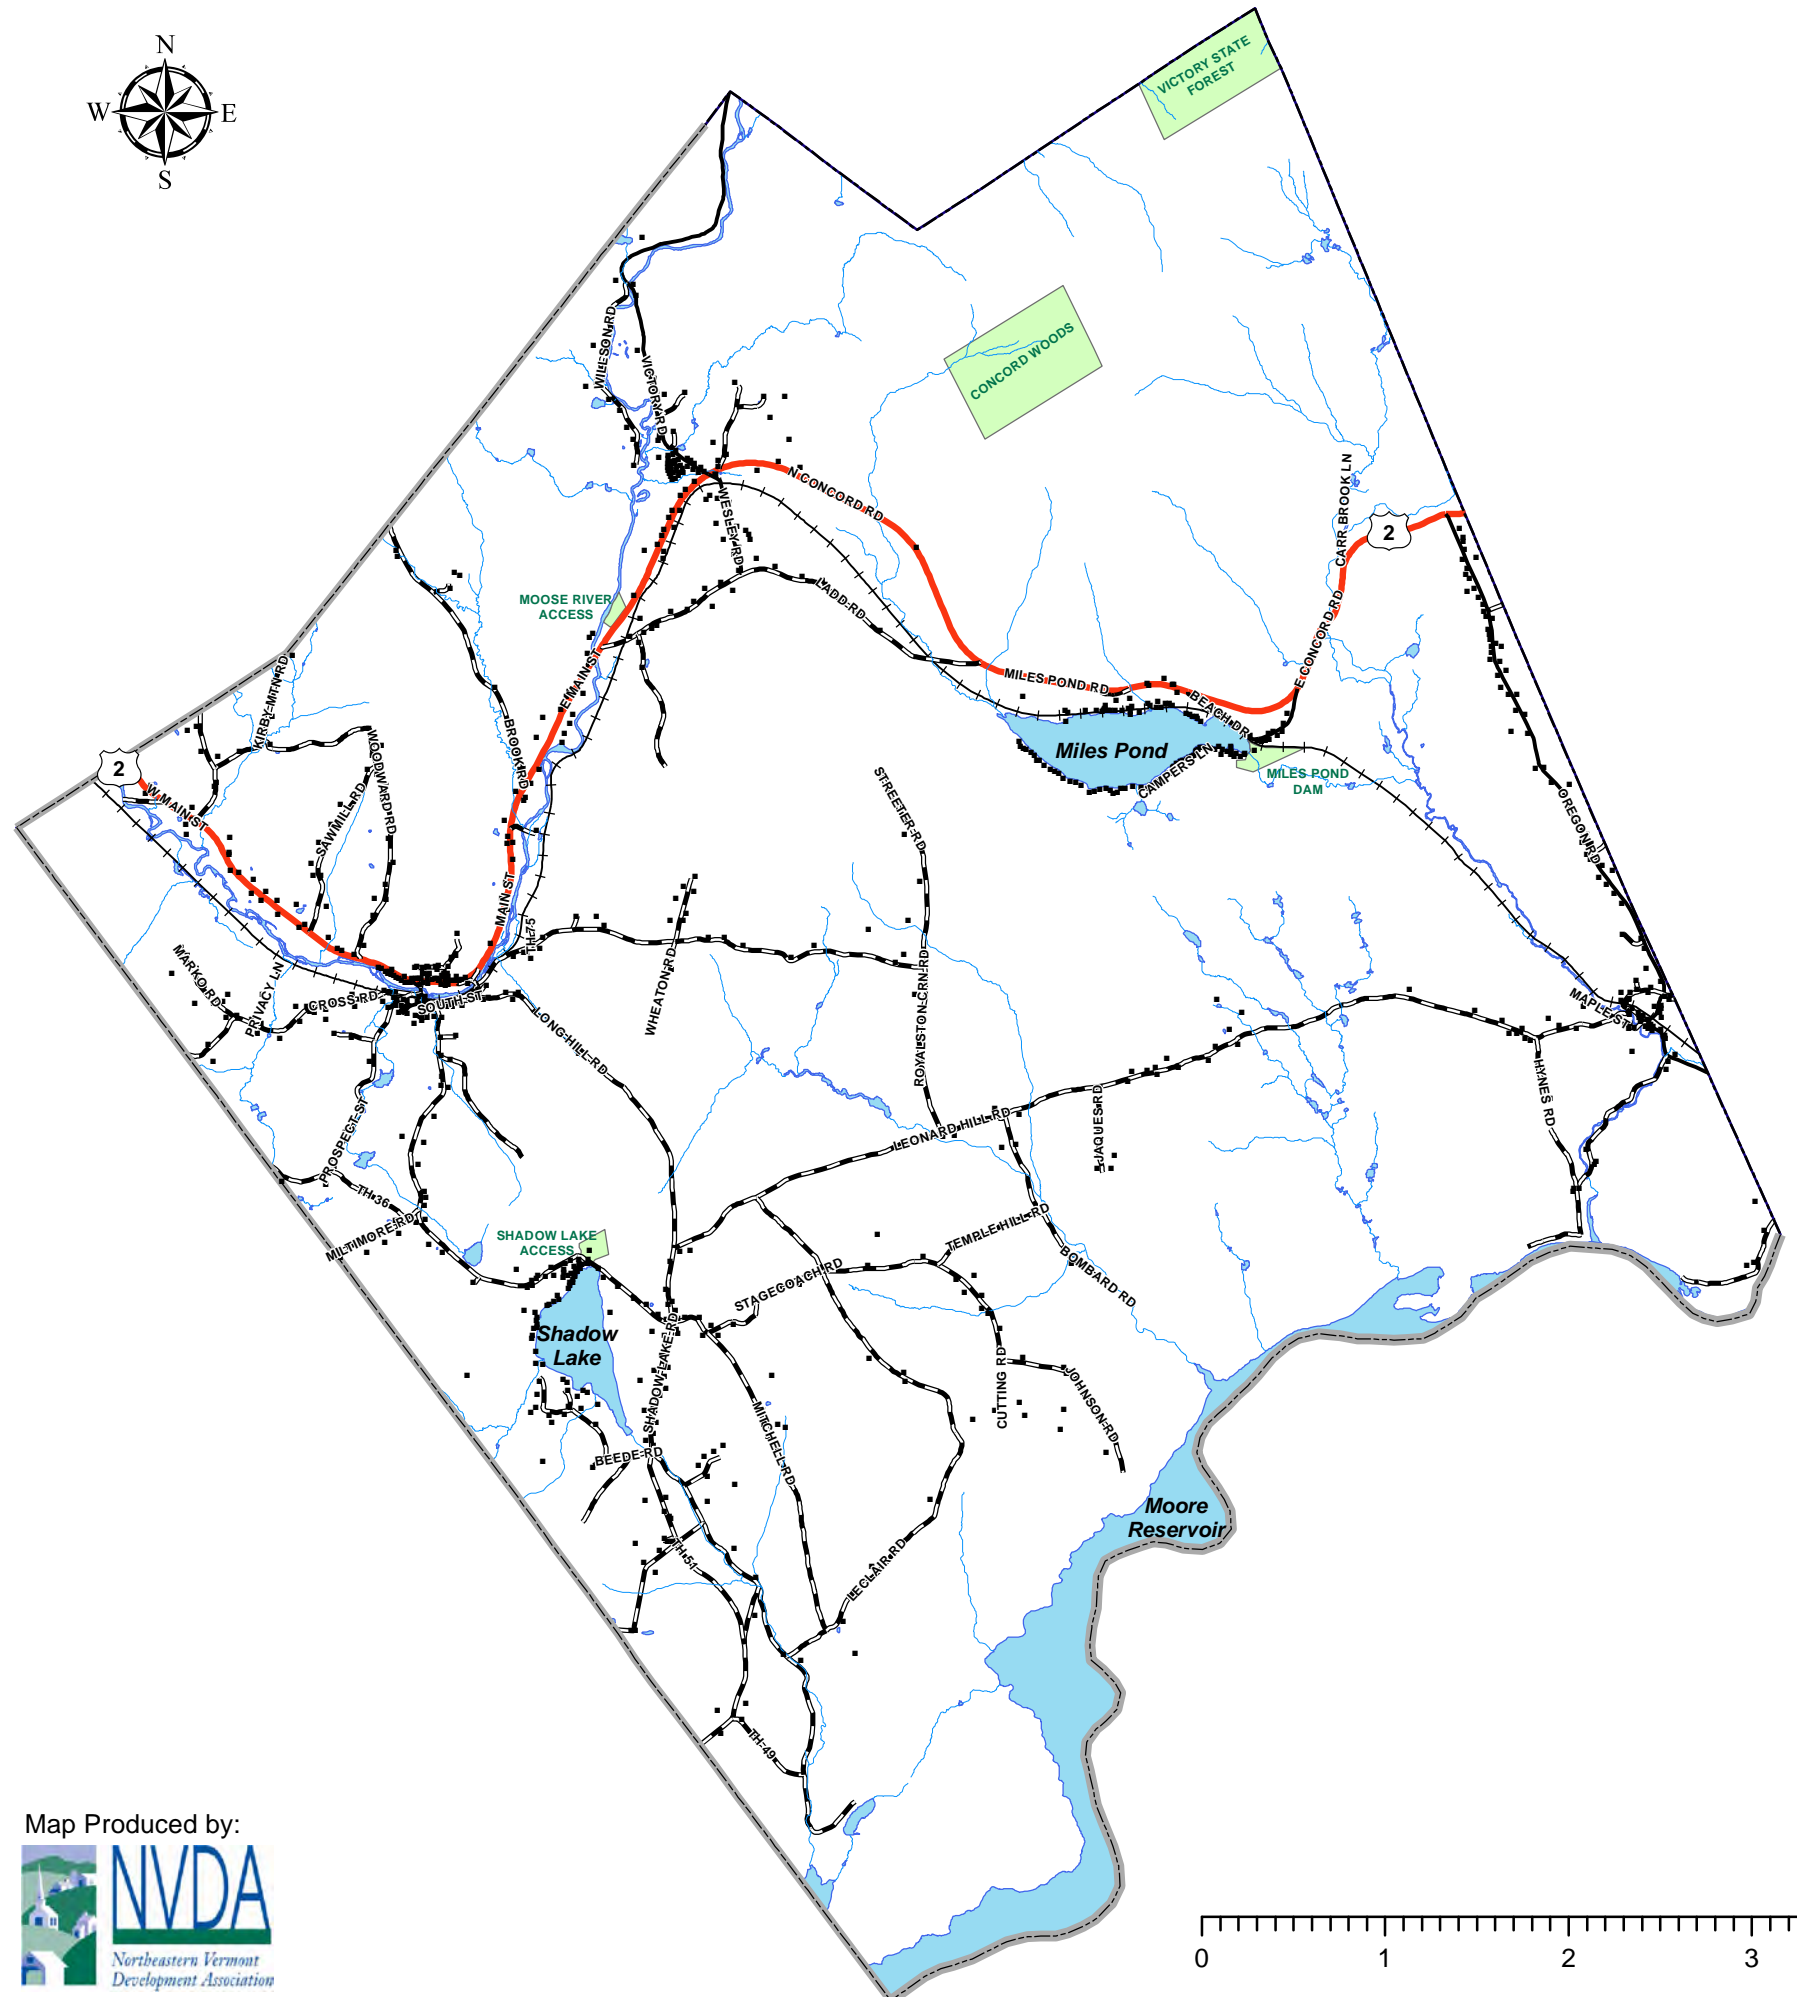 N
W E
S
VICTORY STATE
FOREST
CONCORD WOODS
WILLSON RD
VICTORY RD
N CONCORD RD
WESLEY RD
LADD RD
CARR BROOK LN
2
MOOSE RIVER
ACCESS
E MAIN ST
E CONCORD RD
MILES POND RD
BEACH DR
Miles Pond
CAMPERS LN
MILES POND
DAM
KIRBY MTN RD
WOODWARD RD
BROOK RD
2
W MAIN ST
SAWMILL RD
STREETER RD
OREGON RD
MAIN ST
TH-25
MARKO RD
PRIVACY LN
CROSS RD
SOUTH ST
WHEATON RD
ROYALSTON CRN RD
MAPLE ST
LONG HILL RD
HYNES RD
PROSPECT ST
LEONARD HILL RD
JAQUES RD
TH-36
MILTIMORE RD
SHADOW LAKE
ACCESS
TEMPLE HILL RD
BOMBARD RD
STAGECOACH RD
Shadow
Lake
SHADOW LAKE RD
CUTTING RD
JOHNSON RD
MITCHELL RD
BEEDE RD
Moore
Reservoir
TH-51
LECLAIR RD
TH-49
Map Produced by:
NVDA
Northeastern Vermont
Development Association
0 1 2 3